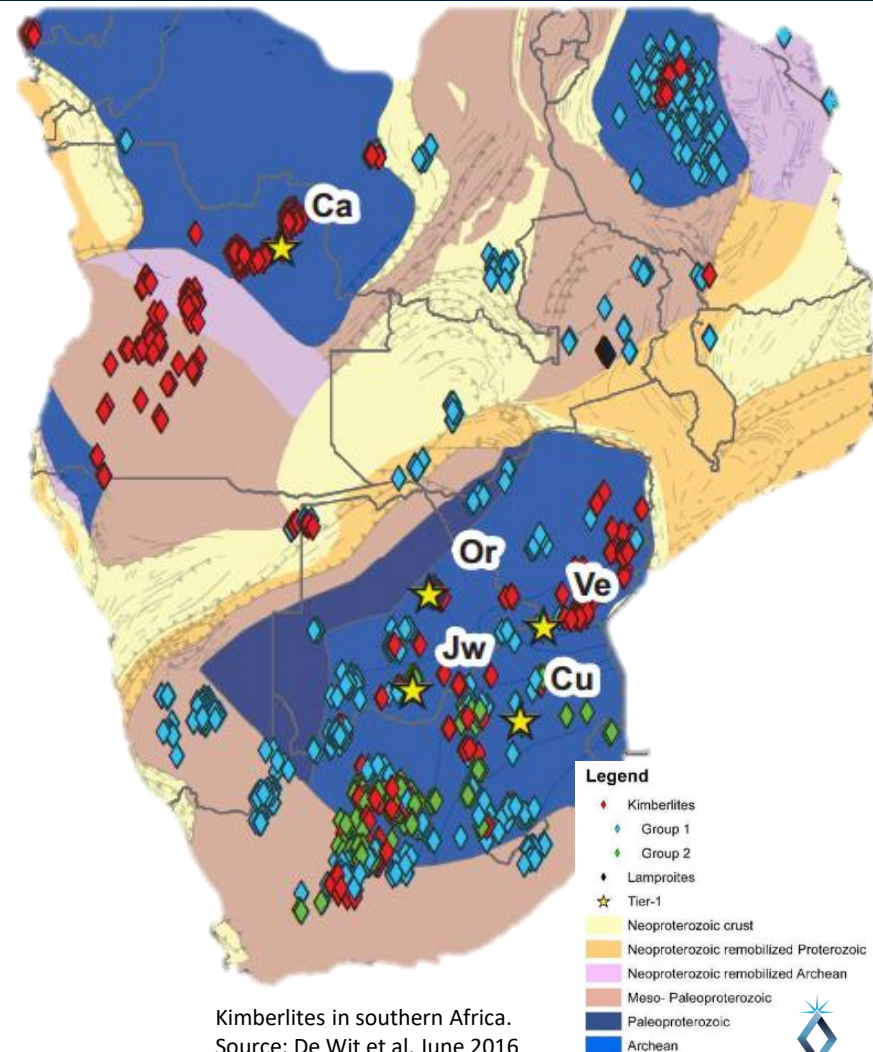 Ca
Or
Ve
Jw
Cu
Legend
Kimberlites
Group 1
Group 2
Lamproites
Tier-1
Neoproterozoic crust
Neoproterozoic remobilized Proterozoic
Neoproterozoic remobilized Archean
Meso- Paleoproterozoic
Paleoproterozoic
Archean
Kimberlites in southern Africa.
Source: De Wit et al. June 2016